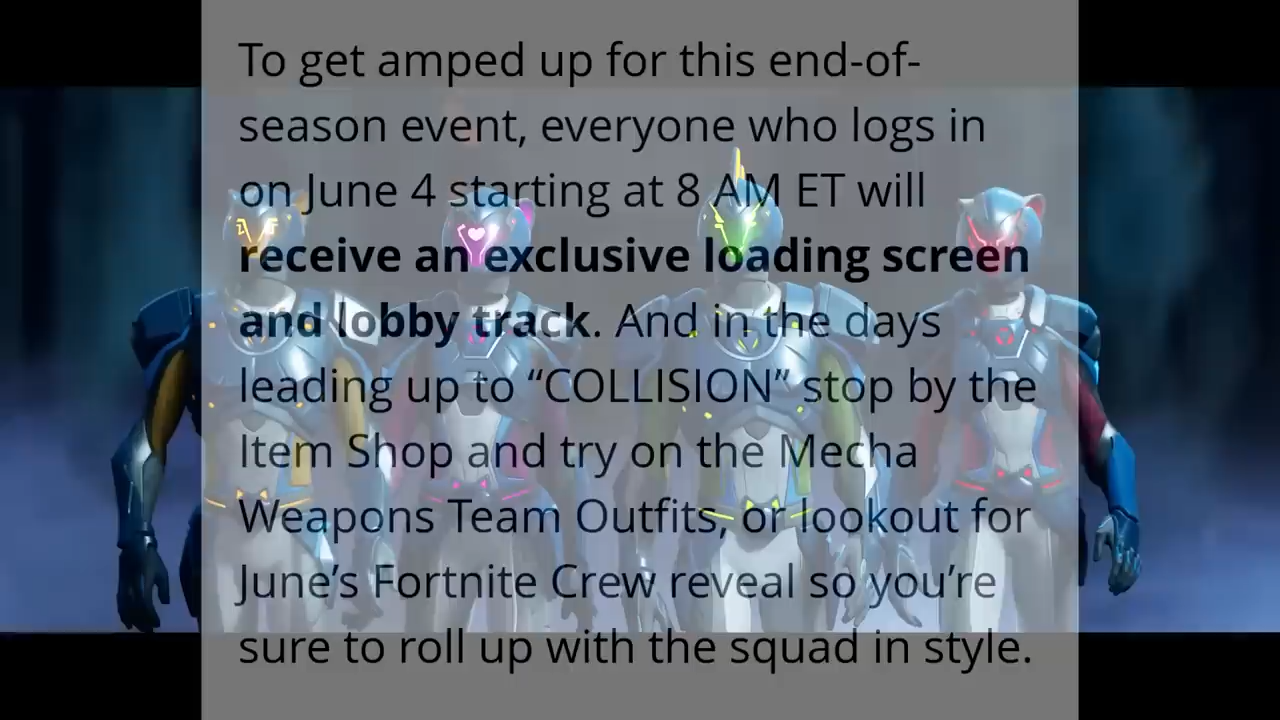 To get amped up for this end-of-
season event, everyone who logs in
on June 4 starting at 8 AM ET will
receive an exclusive loading screen
and lobby track. And in the days
leading up to “COLLISION” stop by the
Item Shop and try on the Mecha
Weapons Team Outfits, or lookout for
June’s Fortnite Crew reveal so you’re
sure to roll up with the squad in style.